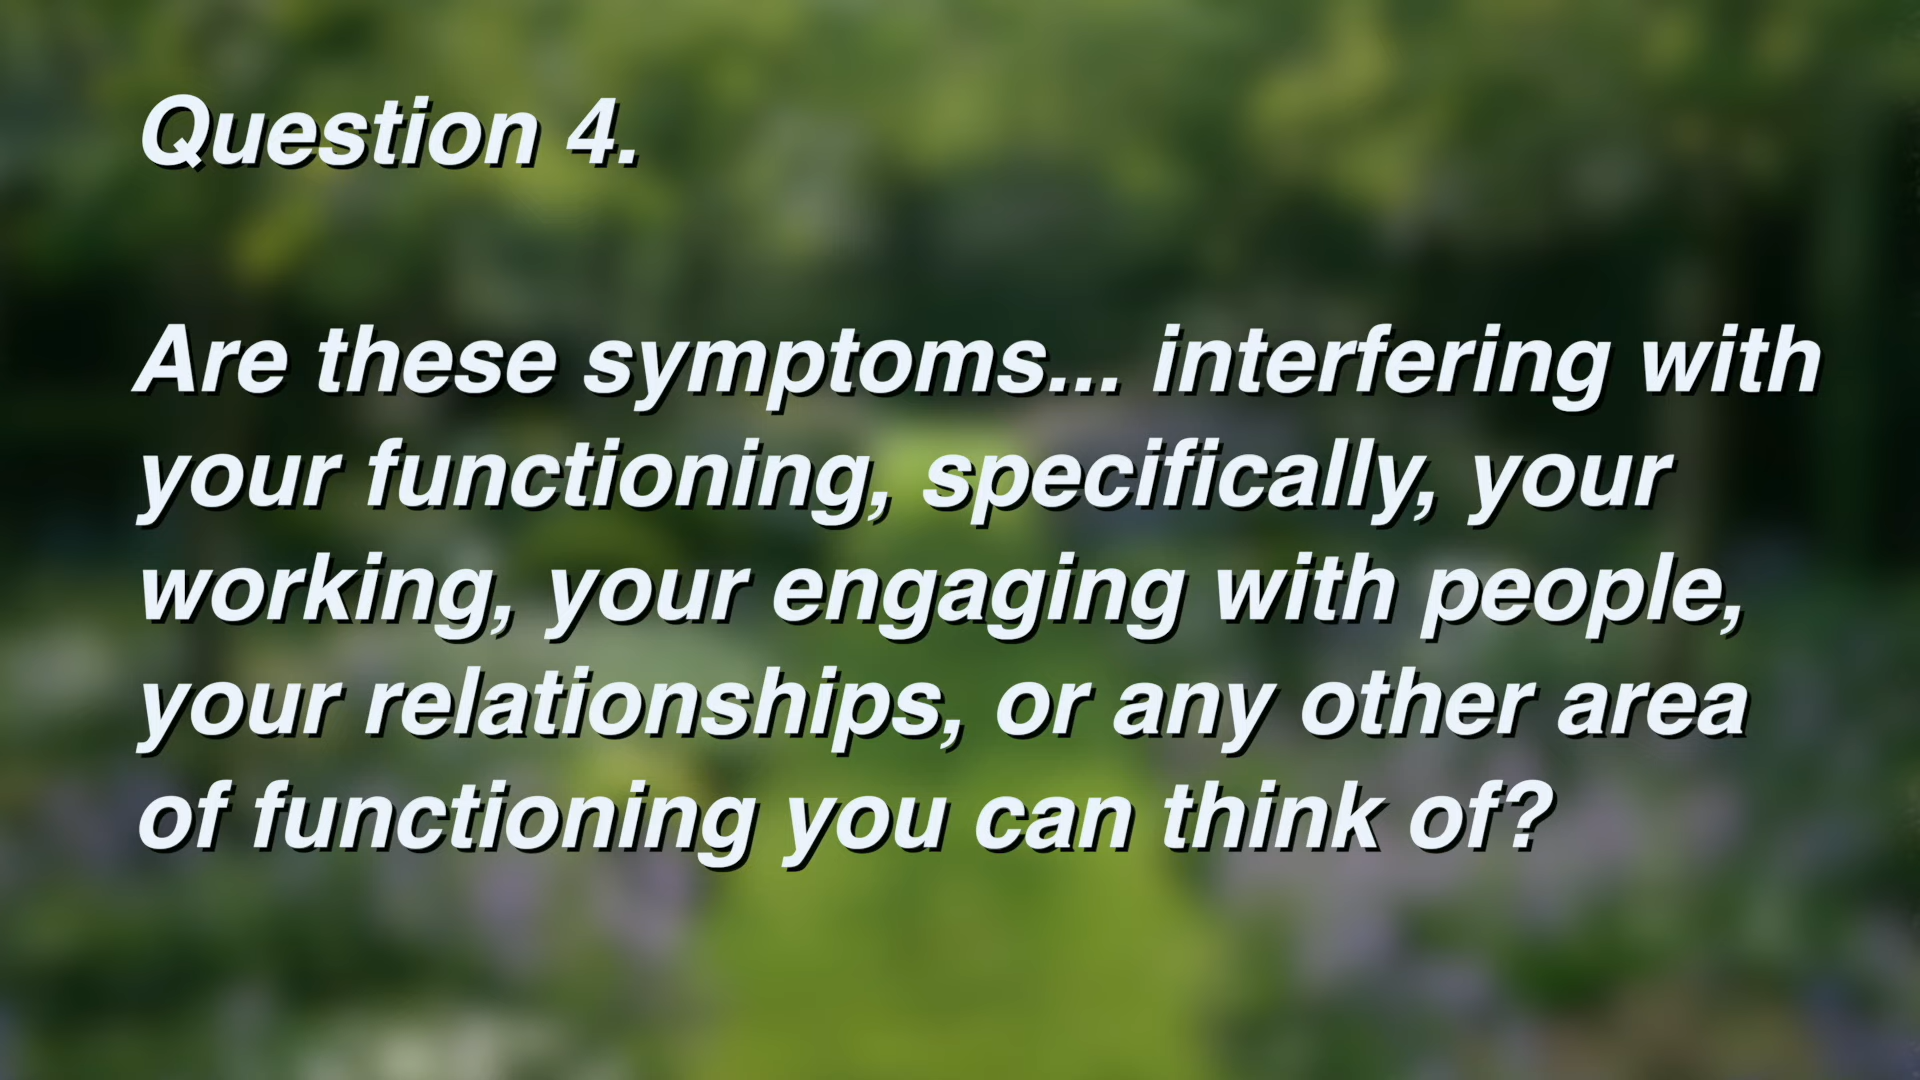 Question 4.
Are these symptoms... interfering with
your functioning, specifically, your
working, your engaging with people,
your relationships, or any other area
of functioning you can think of?